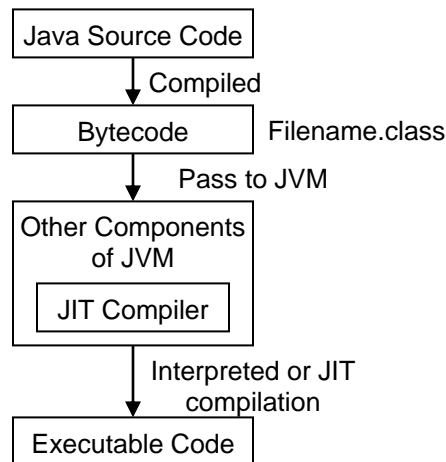 Java Source Code
Compiled
Bytecode
Filename.class
Pass to JVM
Other Components
of JVM
JIT Compiler
Interpreted or JIT
compilation
Executable Code